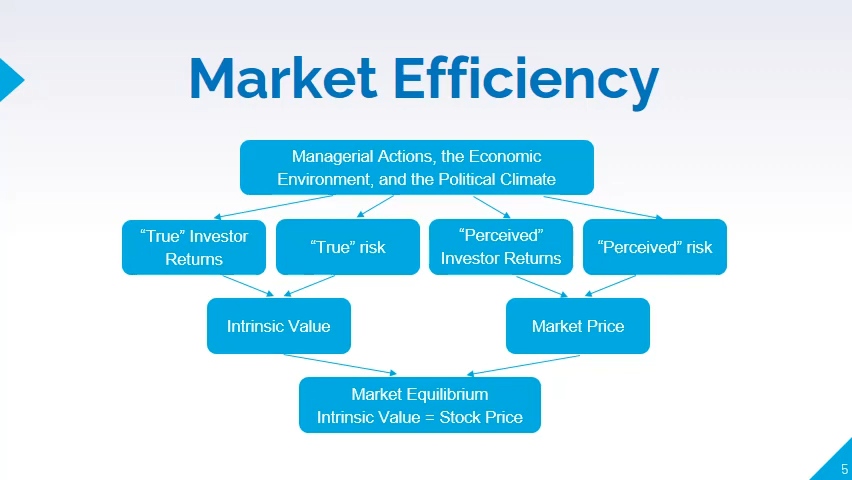 Market Efficiency
Managerial Actions, the Economic
Environment, and the Political Climate
“True” Investor
Returns
“True” risk
“Perceived”
Investor Returns
“Perceived” risk
Intrinsic Value
Market Price
Market Equilibrium
Intrinsic Value = Stock Price
5